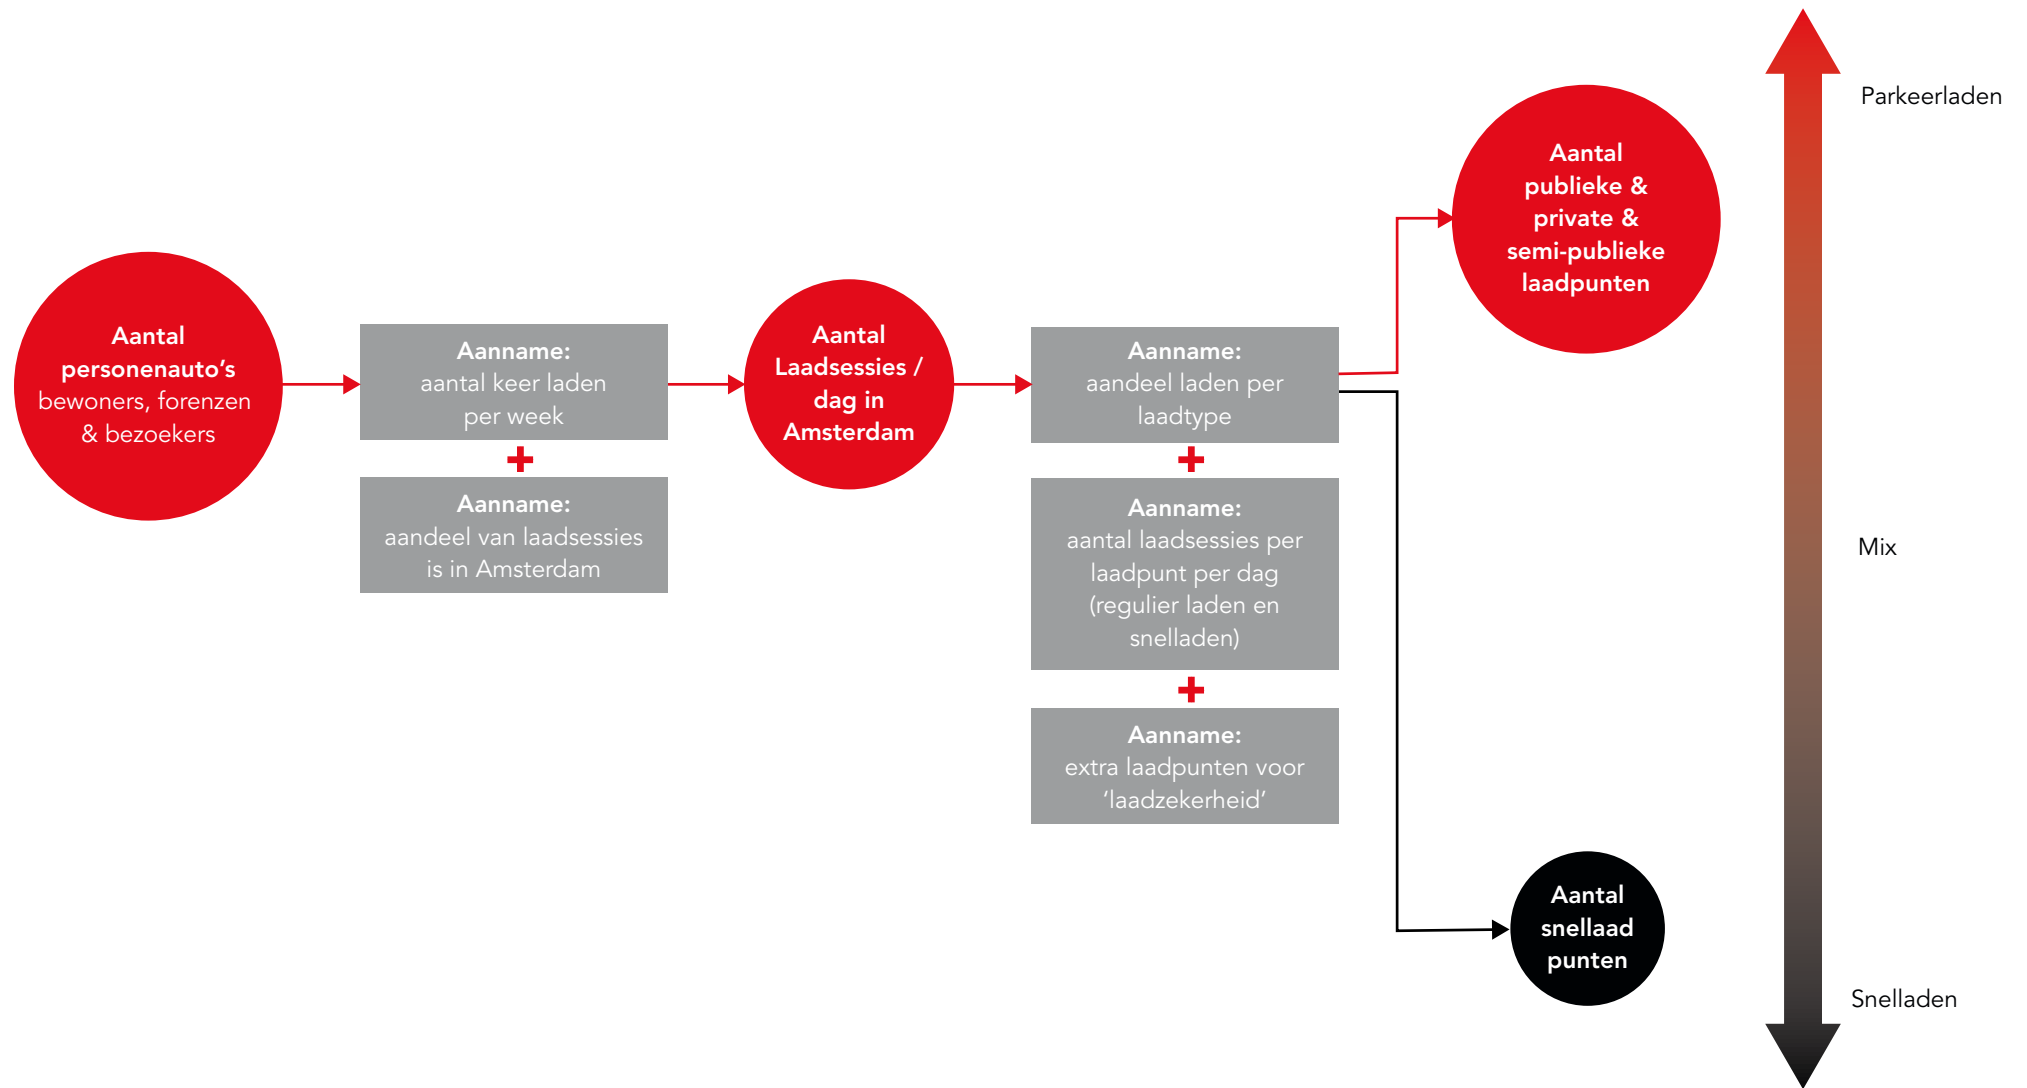 Aantal
personenauto’s
bewoners, forenzen
& bezoekers
Aanname:
aantal keer laden
per week
Aanname:
aandeel van laadsessies
is in Amsterdam
Aantal
Laadsessies /
dag in
Amsterdam
Aanname:
aandeel laden per
laadtype
Aanname:
aantal laadsessies per
laadpunt per dag
(regulier laden en
snelladen)
Aanname:
extra laadpunten voor
‘laadzekerheid’
Aantal
publieke &
private &
semi-publieke
laadpunten
Aantal
snellaad
punten
Parkeerladen
Mix
Snelladen